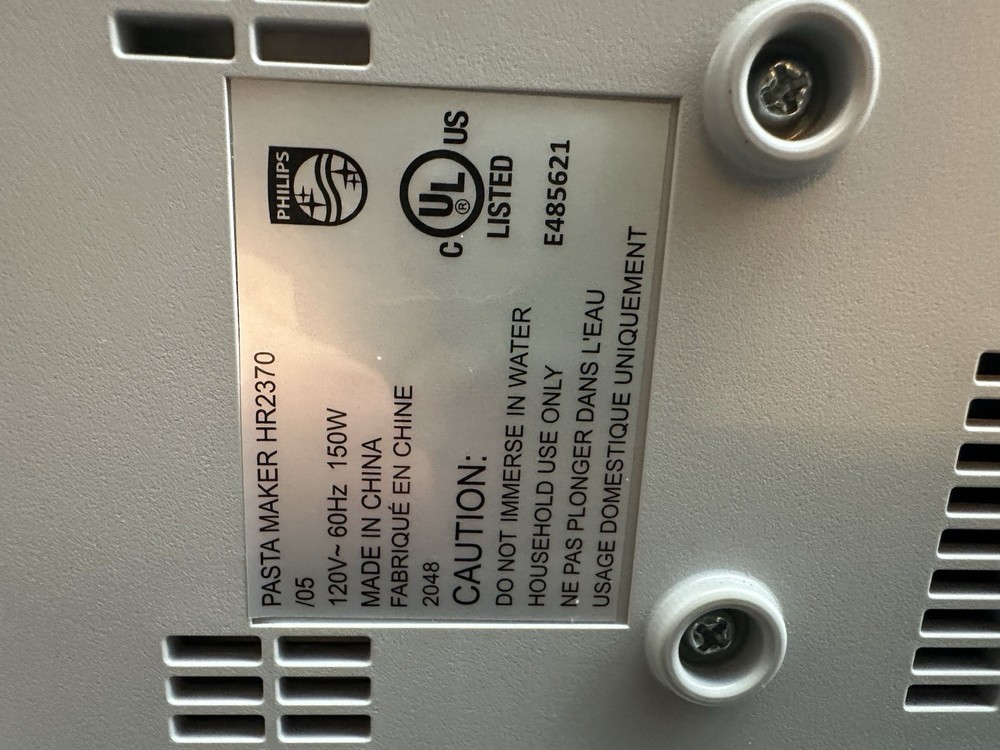 PHILIPS
PASTA MAKER HR2370
/05
120V~ 60Hz 150W
MADE IN CHINA
FABRIQUÉ EN CHINE
2048
C UL ® US
LISTED
E485621
CAUTION:
DO NOT IMMERSE IN WATER
HOUSEHOLD USE ONLY
NE PAS PLONGER DANS L'EAU
USAGE DOMESTIQUE UNIQUEMENT